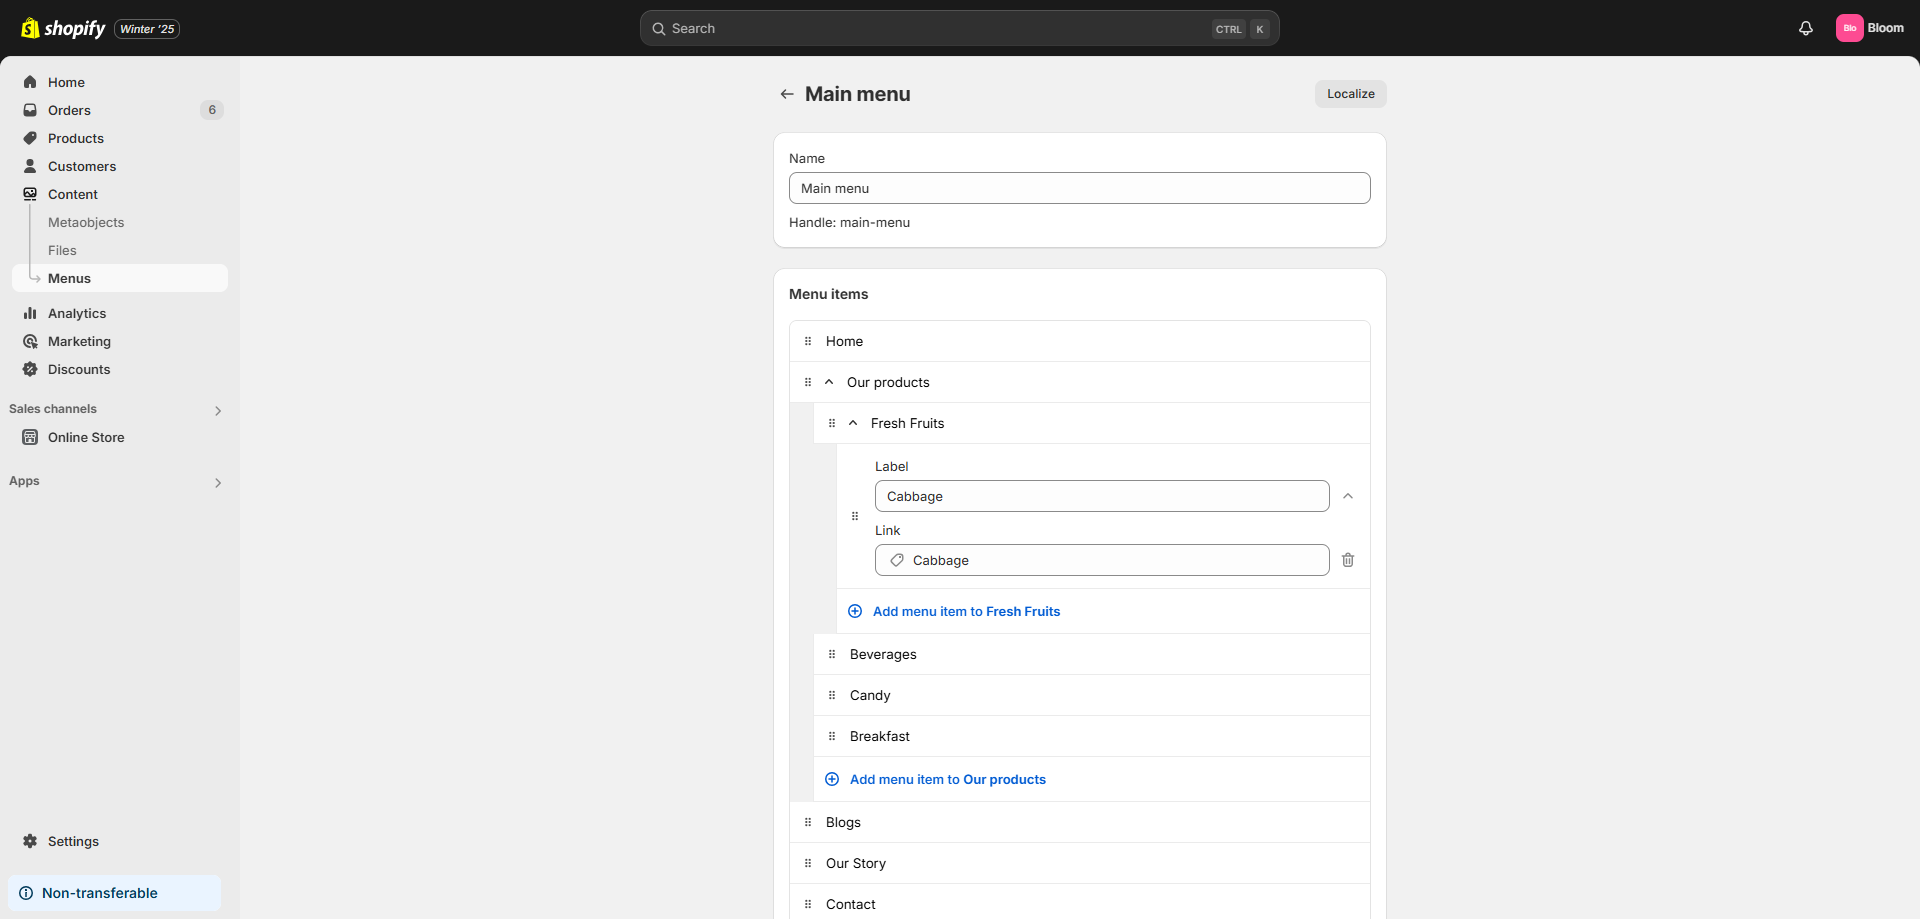 shopify Winter '25
Search CTRL K
Blo Bloom
Home
Orders 6
Products
Customers
Content
Metaobjects
Files
Menus
Analytics
Marketing
Discounts
Sales channels
Online Store
Apps
Settings
Non-transferable
Main menu
Localize
Name
Main menu
Handle: main-menu
Menu items
Home
Our products
Fresh Fruits
Label
Cabbage
Link
Cabbage
Add menu item to Fresh Fruits
Beverages
Candy
Breakfast
Add menu item to Our products
Blogs
Our Story
Contact